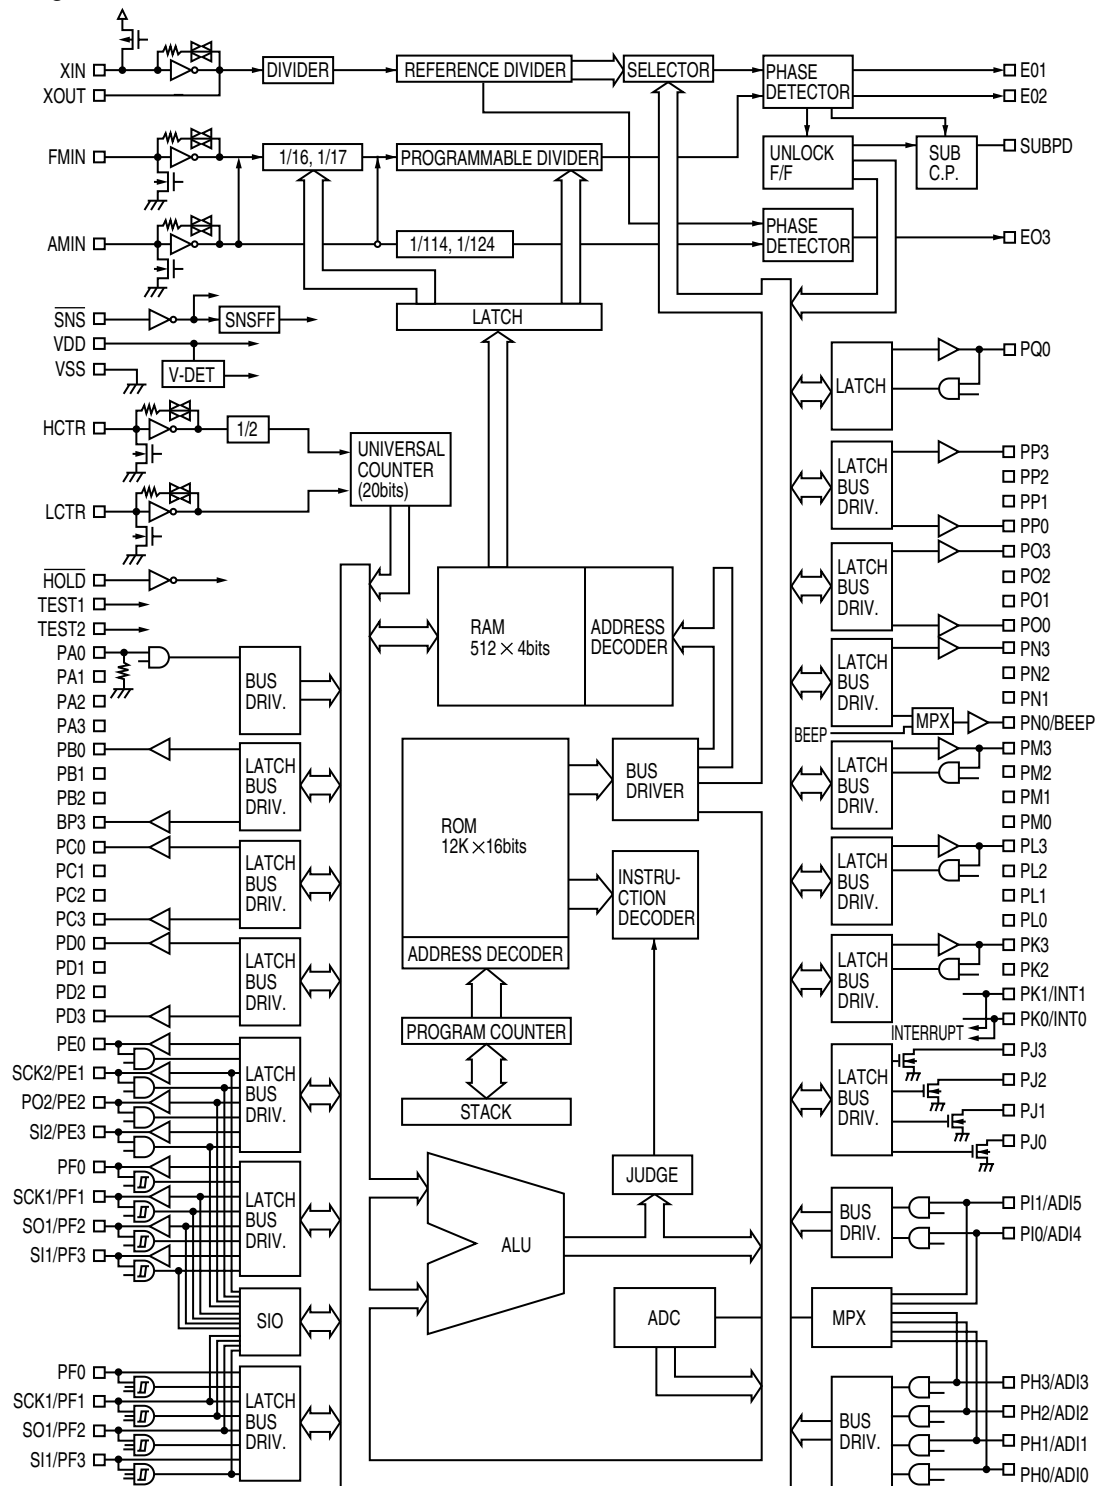 XIN
DIVIDER
REFERENCE DIVIDER
SELECTOR
PHASE
DETECTOR
E01
XOUT
E02
FMIN
1/16, 1/17
PROGRAMMABLE DIVIDER
UNLOCK
F/F
SUB
C.P.
SUBPD
AMIN
1/114, 1/124
PHASE
DETECTOR
EO3
SNS
SNSFF
LATCH
VDD
VSS
V-DET
LATCH
PQ0
HCTR
1/2
UNIVERSAL
COUNTER
(20bits)
LCTR
LATCH
BUS
DRIV.
PP3
PP2
PP1
PP0
HOLD
TEST1
TEST2
RAM
512 × 4bits
ADDRESS
DECODER
LATCH
BUS
DRIV.
PO3
PO2
PO1
PO0
PA0
PA1
PA2
PA3
BUS
DRIV.
LATCH
BUS
DRIV.
PN3
PN2
PN1
PN0/BEEP
MPX
BEEP
PB0
PB1
PB2
BP3
LATCH
BUS
DRIV.
ROM
12K ×16bits
BUS
DRIVER
LATCH
BUS
DRIV.
PM3
PM2
PM1
PM0
PC0
PC1
PC2
PC3
LATCH
BUS
DRIV.
INSTRU-
CTION
DECODER
LATCH
BUS
DRIV.
PL3
PL2
PL1
PL0
PD0
PD1
PD2
PD3
LATCH
BUS
DRIV.
ADDRESS DECODER
PROGRAM COUNTER
STACK
LATCH
BUS
DRIV.
PK3
PK2
PK1/INT1
PK0/INT0
INTERRUPT
PE0
SCK2/PE1
PO2/PE2
SI2/PE3
LATCH
BUS
DRIV.
LATCH
BUS
DRIV.
PJ3
PJ2
PJ1
PJ0
PF0
SCK1/PF1
SO1/PF2
SI1/PF3
LATCH
BUS
DRIV.
ALU
JUDGE
BUS
DRIV.
PI1/ADI5
PI0/ADI4
SIO
ADC
MPX
PF0
SCK1/PF1
SO1/PF2
SI1/PF3
LATCH
BUS
DRIV.
BUS
DRIV.
PH3/ADI3
PH2/ADI2
PH1/ADI1
PH0/ADI0